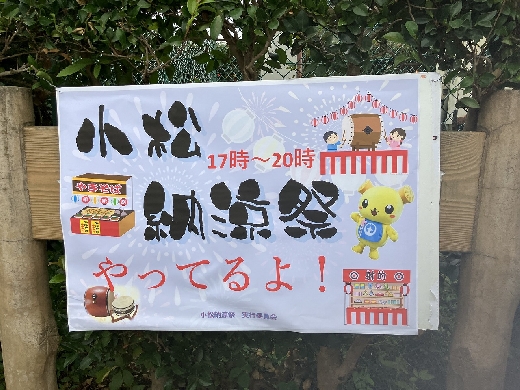 小松
17時～20時
納涼祭
やってるよ！
小松納涼祭　実行委員会